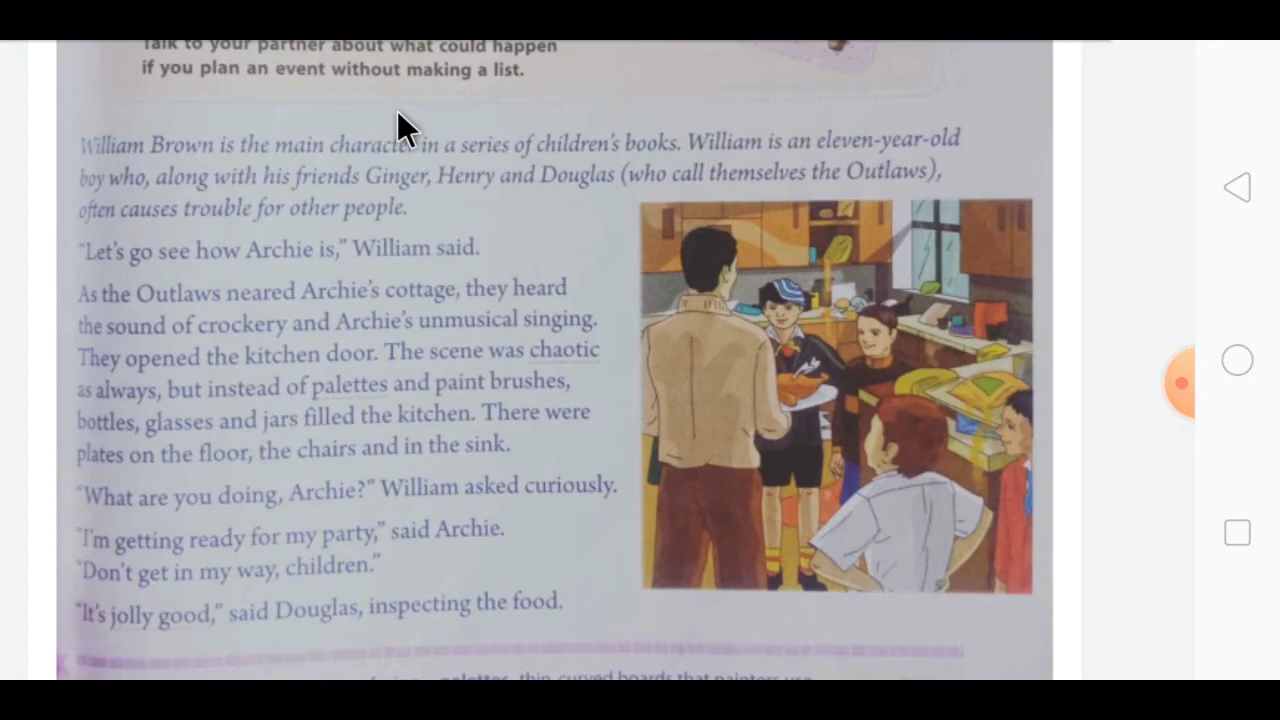 Talk to your partner about what could happen
if you plan an event without making a list.
William Brown is the main character in a series of children's books. William is an eleven-year-old
boy who, along with his friends Ginger, Henry and Douglas (who call themselves the Outlaws),
often causes trouble for other people.
"Let's go see how Archie is," William said.
As the Outlaws neared Archie's cottage, they heard
the sound of crockery and Archie's unmusical singing.
They opened the kitchen door. The scene was chaotic
as always, but instead of palettes and paint brushes,
bottles, glasses and jars filled the kitchen. There were
plates on the floor, the chairs and in the sink.
"What are you doing, Archie?" William asked curiously.
"I'm getting ready for my party," said Archie.
"Don't get in my way, children."
"It's jolly good," said Douglas, inspecting the food.
palettes thin curved boards that painters use